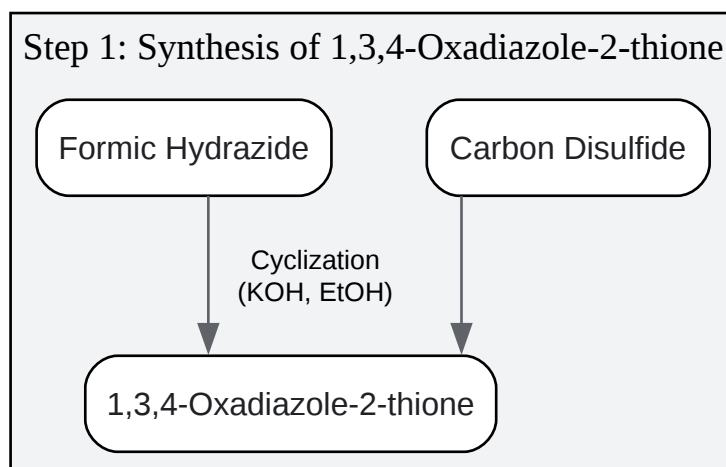 Step 1: Synthesis of 1,3,4-Oxadiazole-2-thione
Formic Hydrazide
Carbon Disulfide
Cyclization
(KOH, EtOH)
1,3,4-Oxadiazole-2-thione